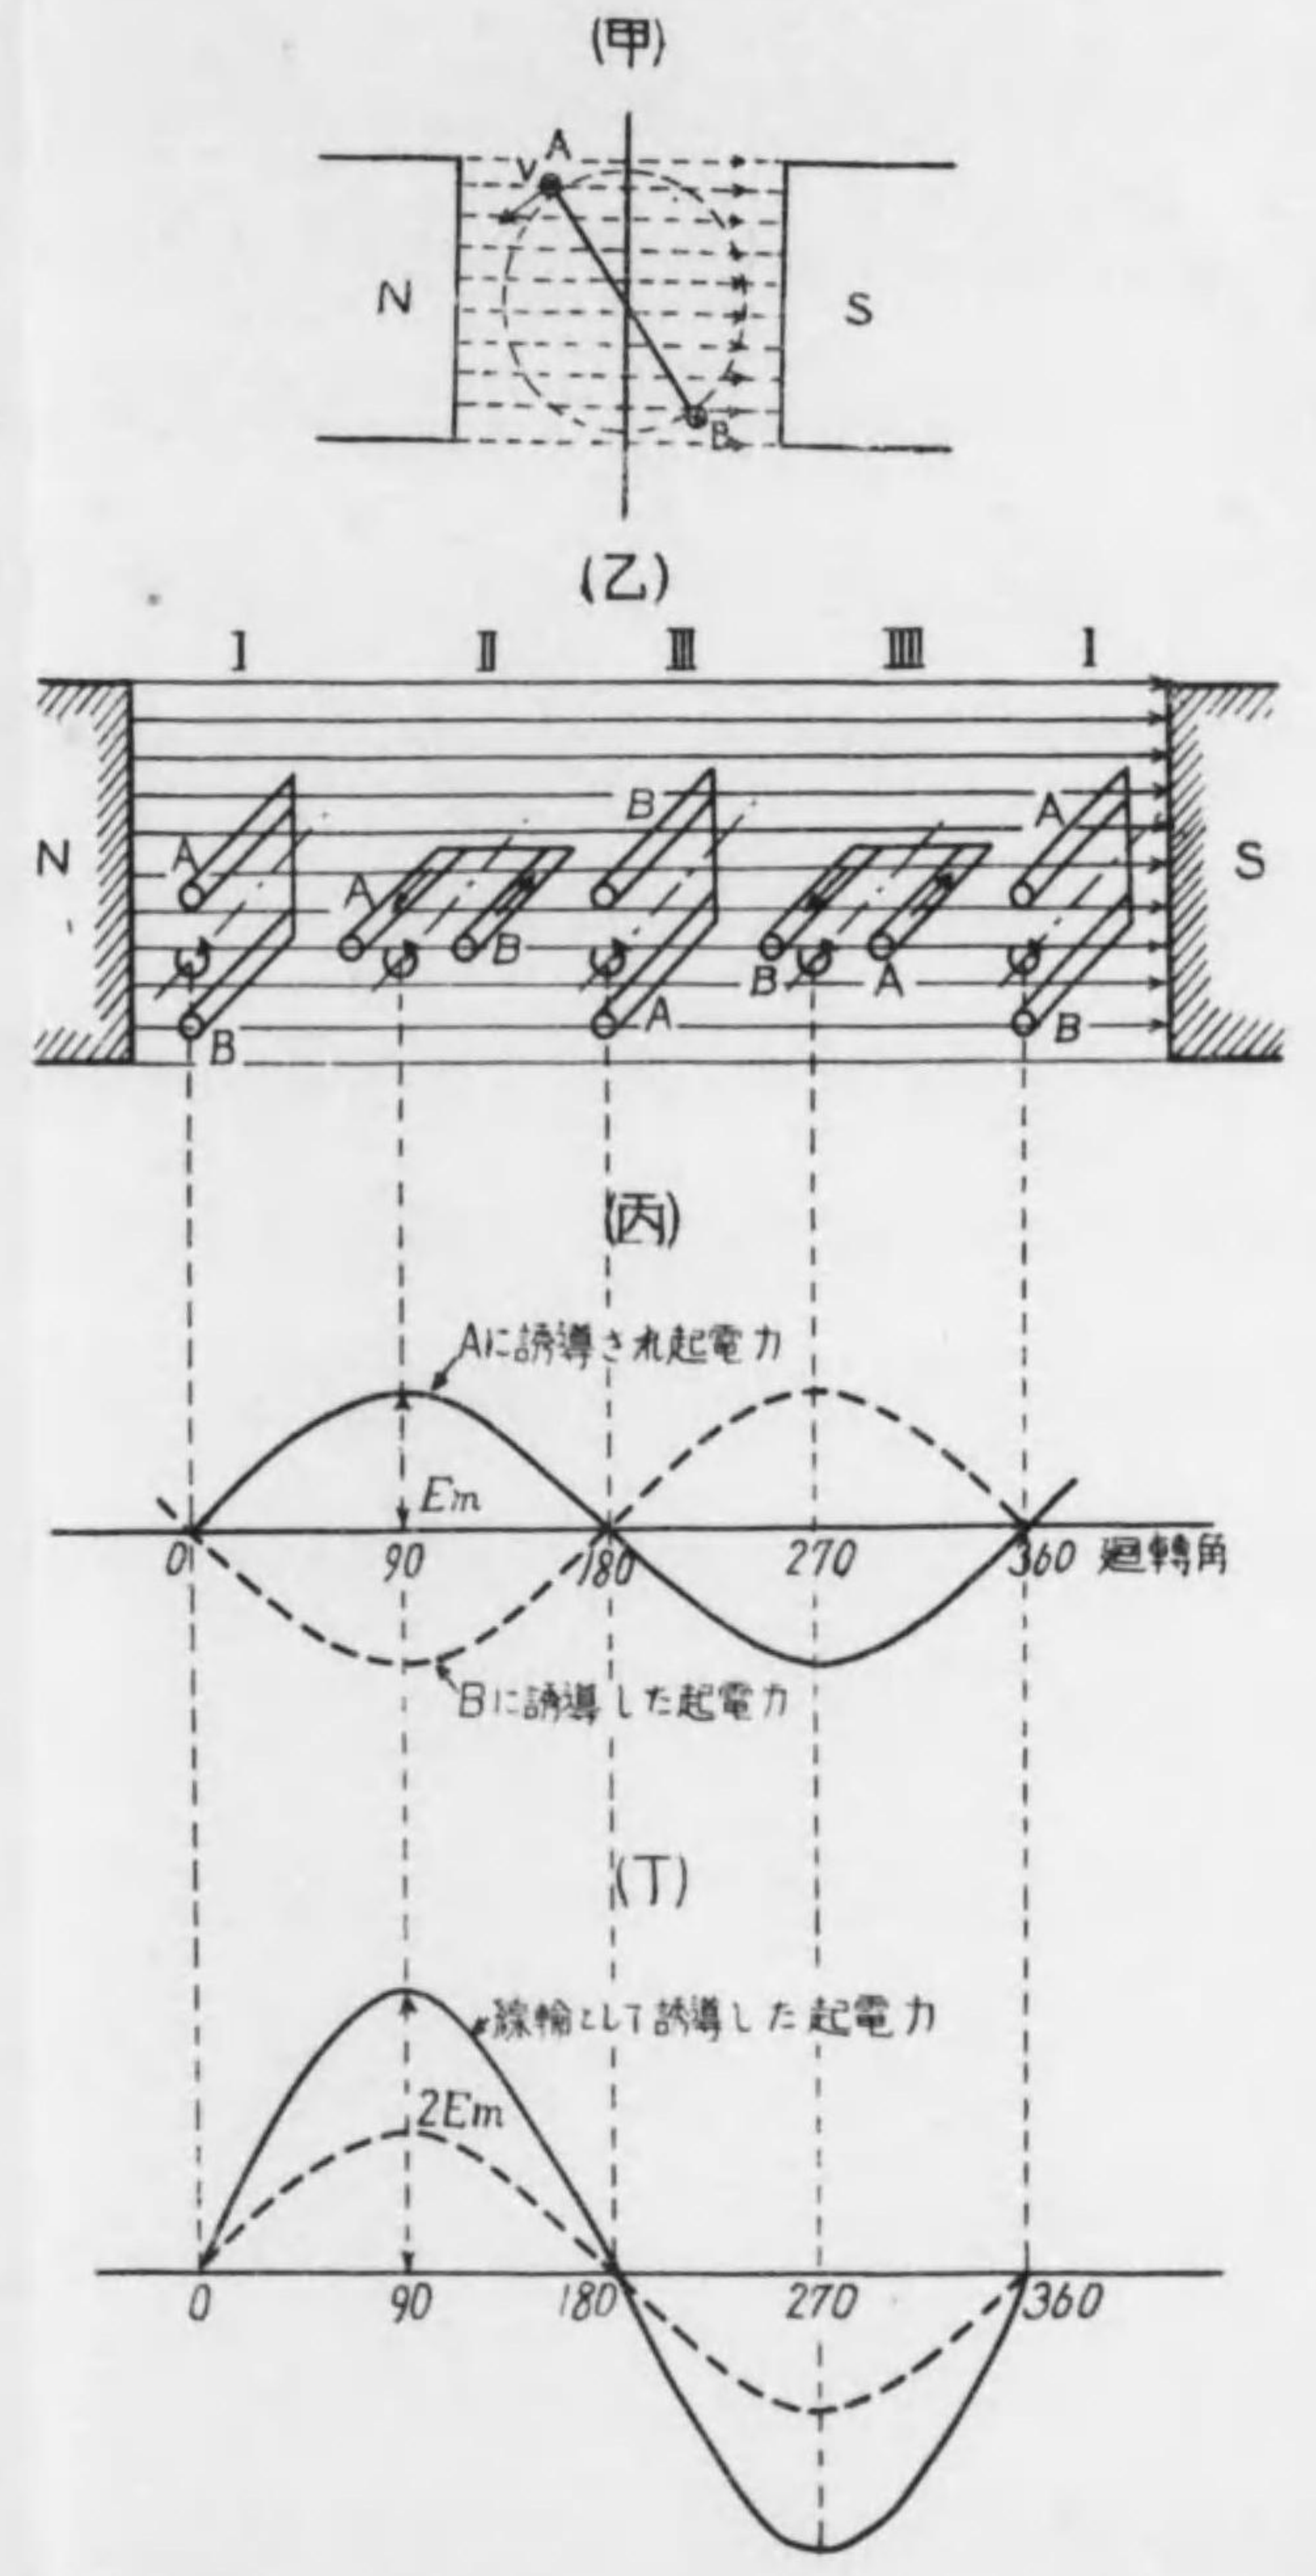 (甲)
A
v
N
S
B
(乙)
I II III IIII I
B A
N A A S
B
B A
A
B B
(丙)
Aに誘導され起電力
Em
0 90 180 270 360 廻轉角
Bに誘導した起電力
(丁)
線輪として誘導した起電力
2Em
0 90 180 270 360